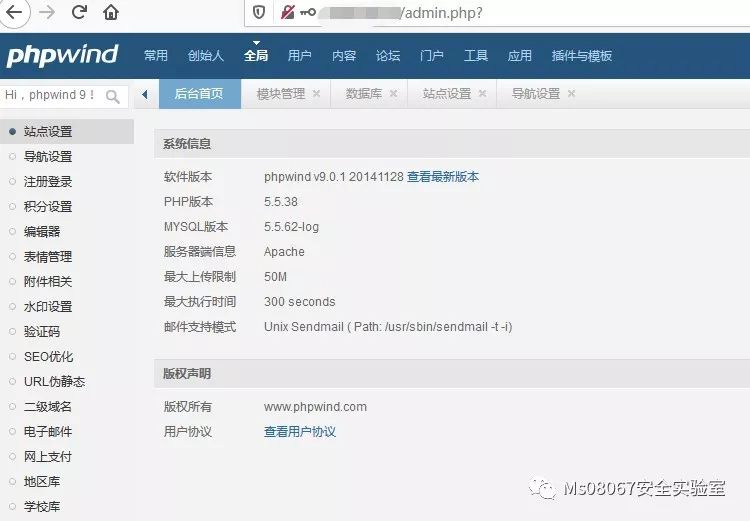 /admin.php?
phpwind 常用 创始人 全局 用户 内容 论坛 门户 工具 应用 插件与模板
Hi，phpwind 9！ 后台首页 模块管理 数据库 站点设置 导航设置
站点设置
导航设置
注册登录
积分设置
编辑器
表情管理
附件相关
水印设置
验证码
SEO优化
URL伪静态
二级域名
电子邮件
网上支付
地区库
学校库
系统信息
软件版本 phpwind v9.0.1 20141128 查看最新版本
PHP版本 5.5.38
MYSQL版本 5.5.62-log
服务器端信息 Apache
最大上传限制 50M
最大执行时间 300 seconds
邮件支持模式 Unix Sendmail ( Path: /usr/sbin/sendmail -t -i)
版权声明
版权所有 www.phpwind.com
用户协议 查看用户协议
Ms08067安全实验室